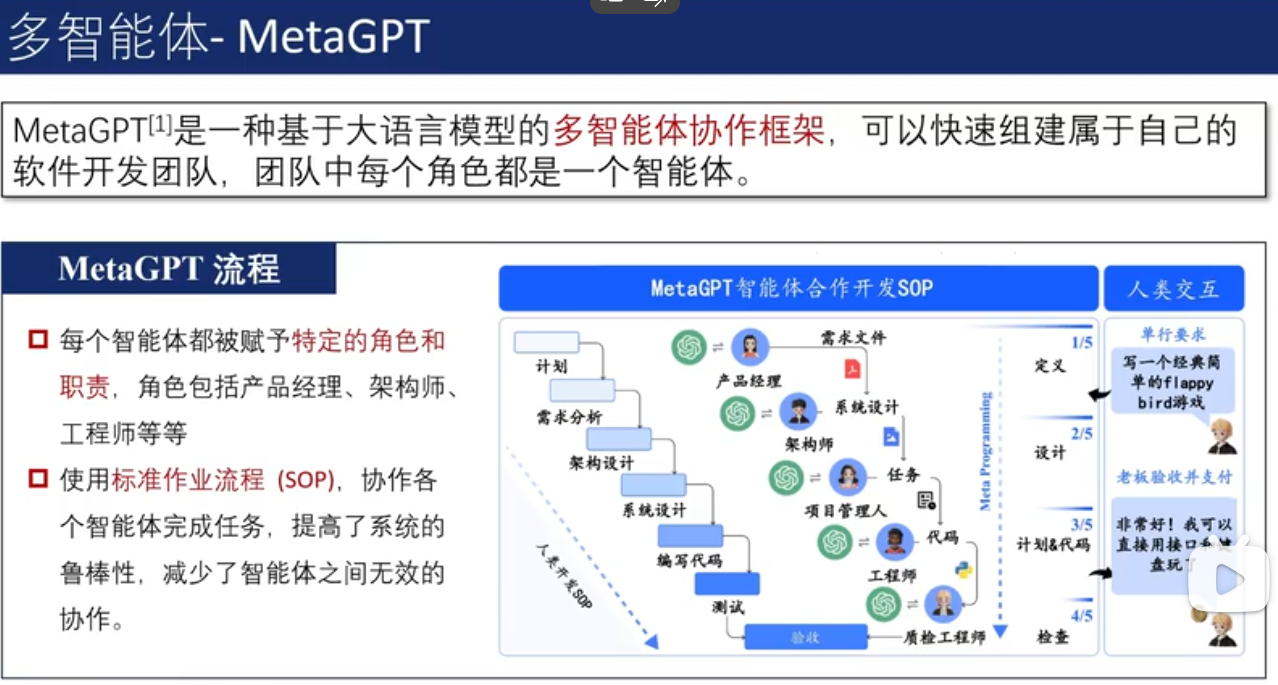 多智能体- MetaGPT
MetaGPT[1]是一种基于大语言模型的多智能体协作框架，可以快速组建属于自己的
软件开发团队，团队中每个角色都是一个智能体。
MetaGPT 流程
每个智能体都被赋予特定的角色和
职责，角色包括产品经理、架构师、
工程师等等
使用标准作业流程 (SOP)，协作各
个智能体完成任务，提高了系统的
鲁棒性，减少了智能体之间无效的
协作。
MetaGPT智能体合作开发SOP
计划
需求分析
架构设计
系统设计
编写代码
测试
验收
人类开发SOP
产品经理
需求文件
架构师
系统设计
项目管理人
任务
工程师
代码
质检工程师
Meta Programming
1/5
定义
2/5
设计
3/5
计划&代码
4/5
检查
人类交互
单行要求
写一个经典简
单的flappy
bird游戏
老板验收并支付
非常好！我可以
直接用接口和键
盘玩了